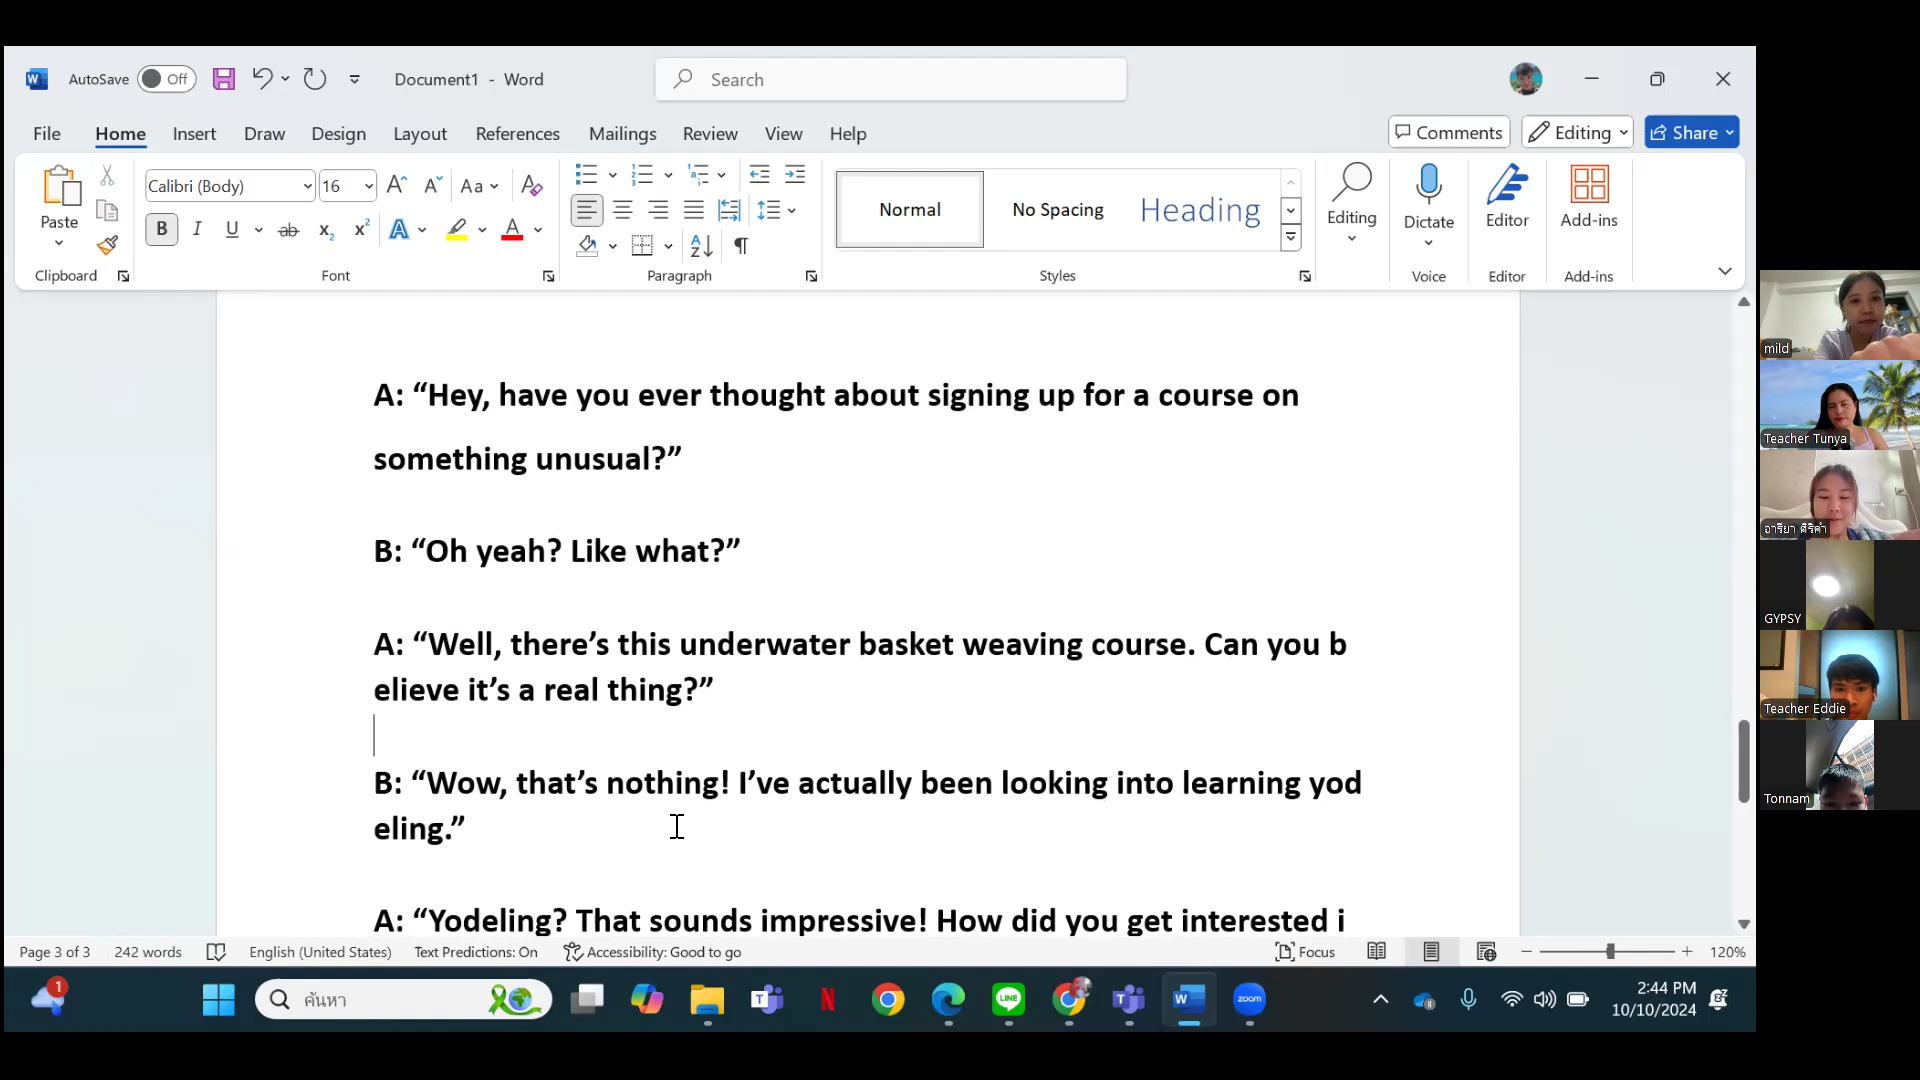 AutoSave Off Document1 - Word Search
File Home Insert Draw Design Layout References Mailings Review View Help Comments Editing Share
Paste Calibri (Body) 16 Aa Normal No Spacing Heading Editing Dictate Editor Add-ins
B I U ab x₂ x² A A
Clipboard Font Paragraph Styles Voice Editor Add-ins
A: “Hey, have you ever thought about signing up for a course on
something unusual?”
B: “Oh yeah? Like what?”
A: “Well, there’s this underwater basket weaving course. Can you b
elieve it’s a real thing?”
B: “Wow, that’s nothing! I’ve actually been looking into learning yod
eling.”
A: “Yodeling? That sounds impressive! How did you get interested i
mild
Teacher Tunya
อารียา ศิริคำ
GYPSY
Teacher Eddie
Tonnam
Page 3 of 3 242 words English (United States) Text Predictions: On Accessibility: Good to go Focus 120%
1 ค้นหา LINE zoom 2:44 PM
10/10/2024